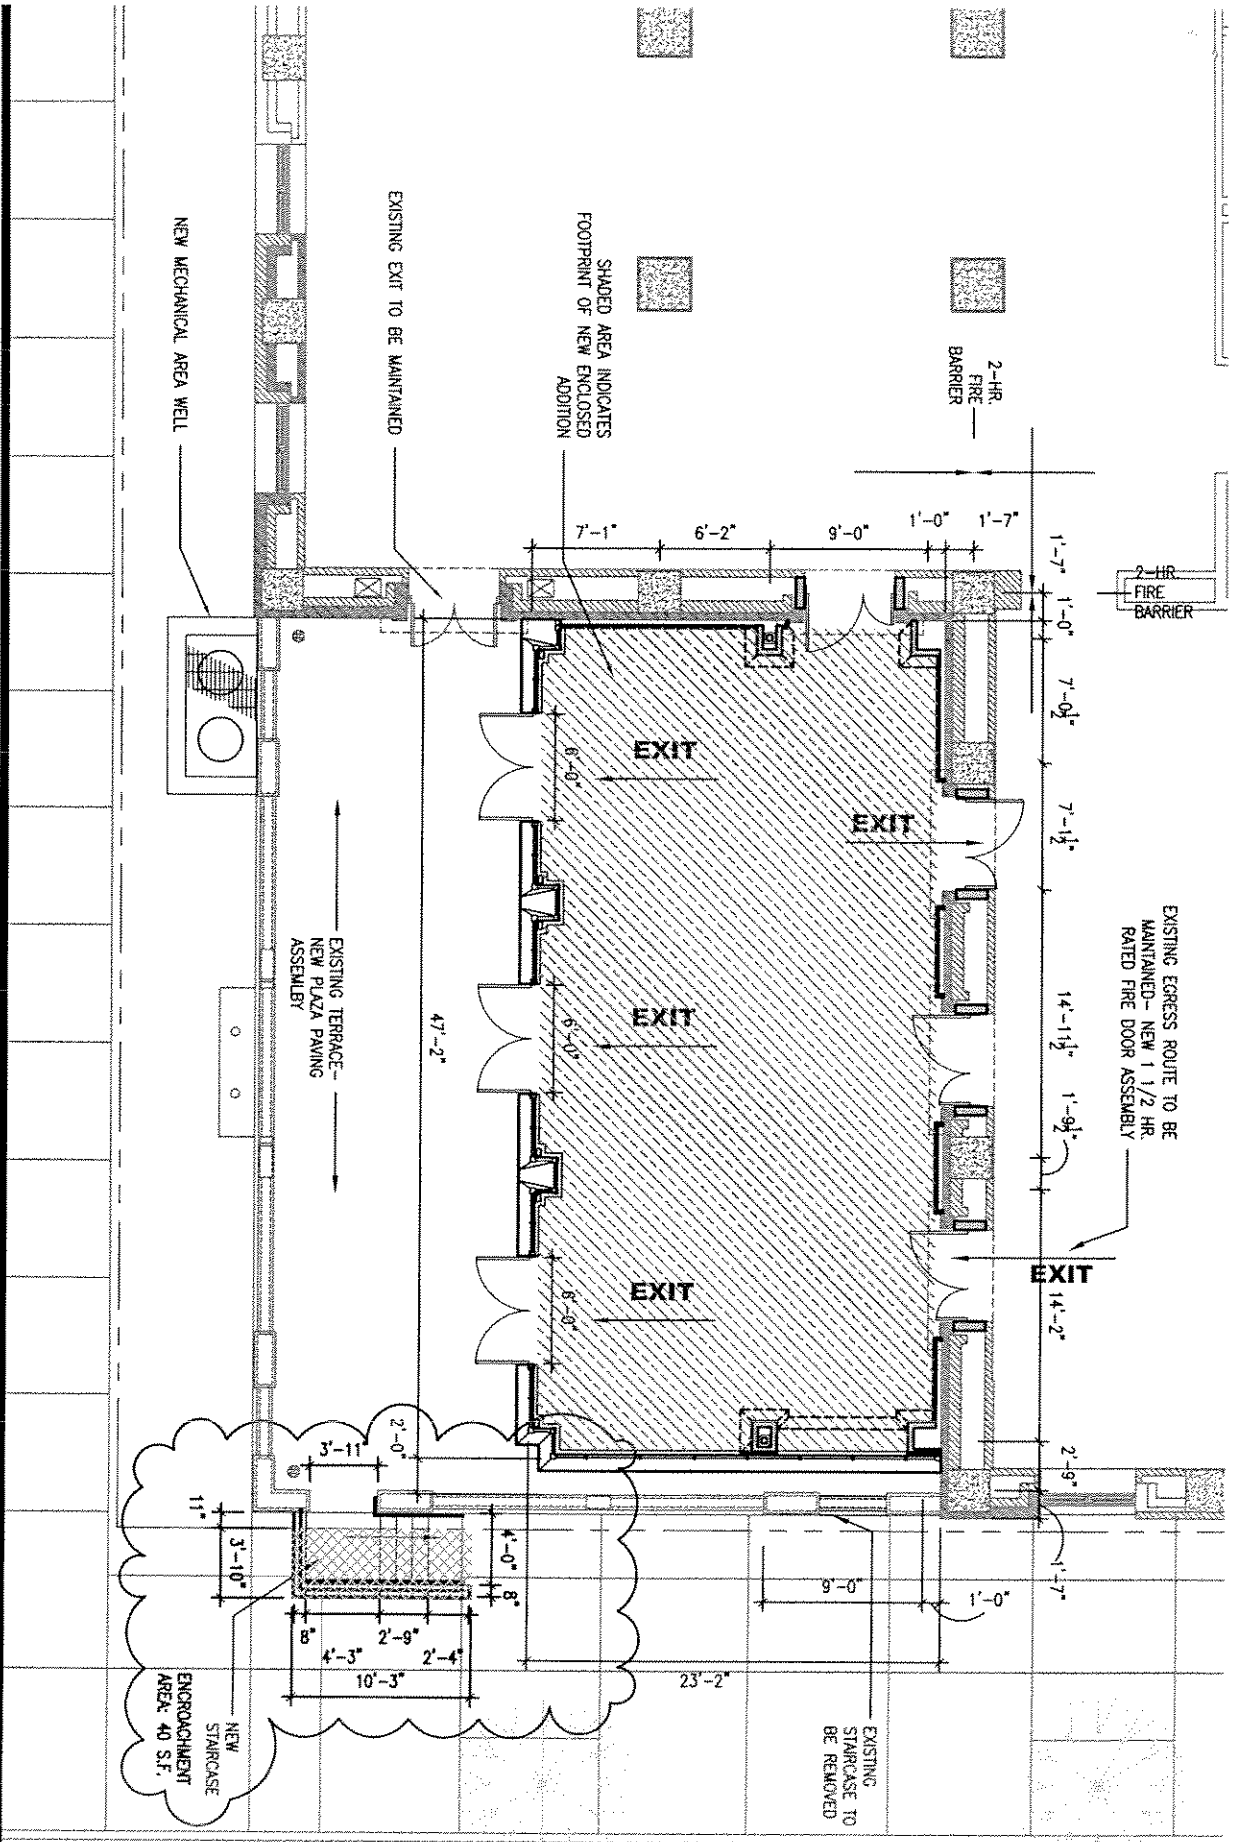 2-HR.
FIRE
BARRIER
2-HR.
FIRE
BARRIER
SHADED AREA INDICATES
FOOTPRINT OF NEW ENCLOSED
ADDITION
EXISTING EXIT TO BE MAINTAINED
NEW MECHANICAL AREA WELL
7'-1"
6'-2"
9'-0"
1'-0"
1'-7"
1'-7"
1'-0"
7'-0½"
7'-1½"
14'-11½"
1'-9½"
14'-2"
2'-9"
1'-7"
EXISTING EGRESS ROUTE TO BE
MAINTAINED- NEW 1 1/2 HR.
RATED FIRE DOOR ASSEMBLY
EXIT
EXIT
EXIT
EXIT
EXIT
6'-0"
6'-0"
6'-0"
47'-2"
2'-0"
EXISTING TERRACE-
NEW PLAZA PAVING
ASSEMLBY
3'-11"
11"
3'-10"
4'-0"
8"
8"
4'-3"
2'-9"
2'-4"
10'-3"
23'-2"
9'-0"
1'-0"
EXISTING
STAIRCASE TO
BE REMOVED
NEW
STAIRCASE
ENCROACHMENT
AREA: 40 S.F.